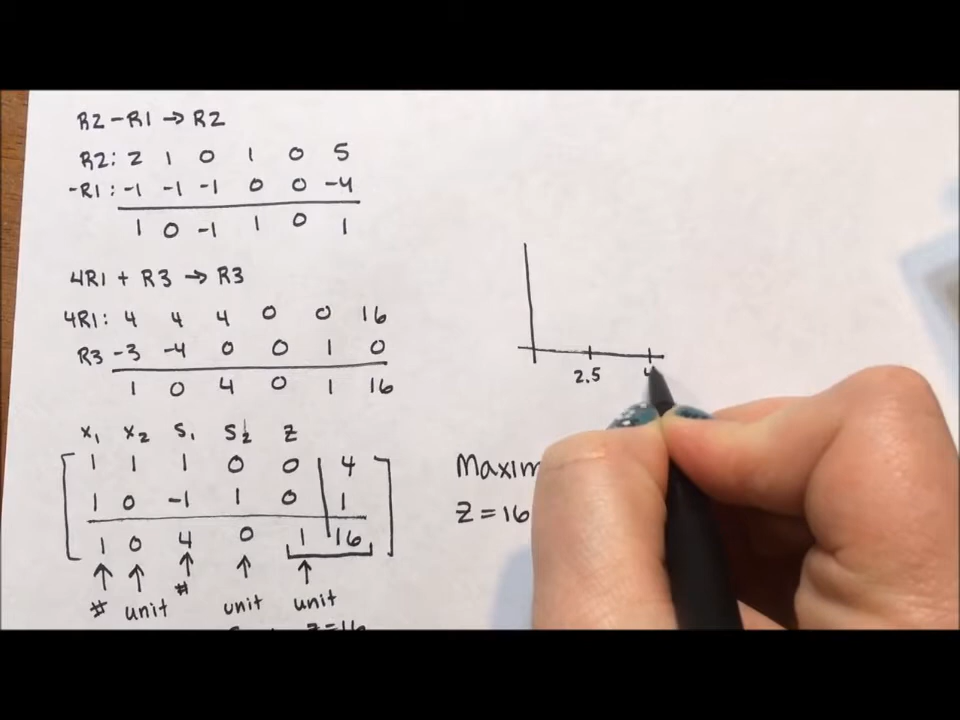 R2 - R1 → R2
R2: 2 1 0 1 0 5
-R1: -1 -1 -1 0 0 -4
1 0 -1 1 0 1
4R1 + R3 → R3
4R1: 4 4 4 0 0 16
R3 -3 -4 0 0 1 0
1 0 4 0 1 16
x₁ x₂ S₁ S₂ Z
1 1 1 0 0 4
1 0 -1 1 0 1
1 0 4 0 1 16
# unit # unit unit
Z=16
2.5 4
Maxim
Z = 16